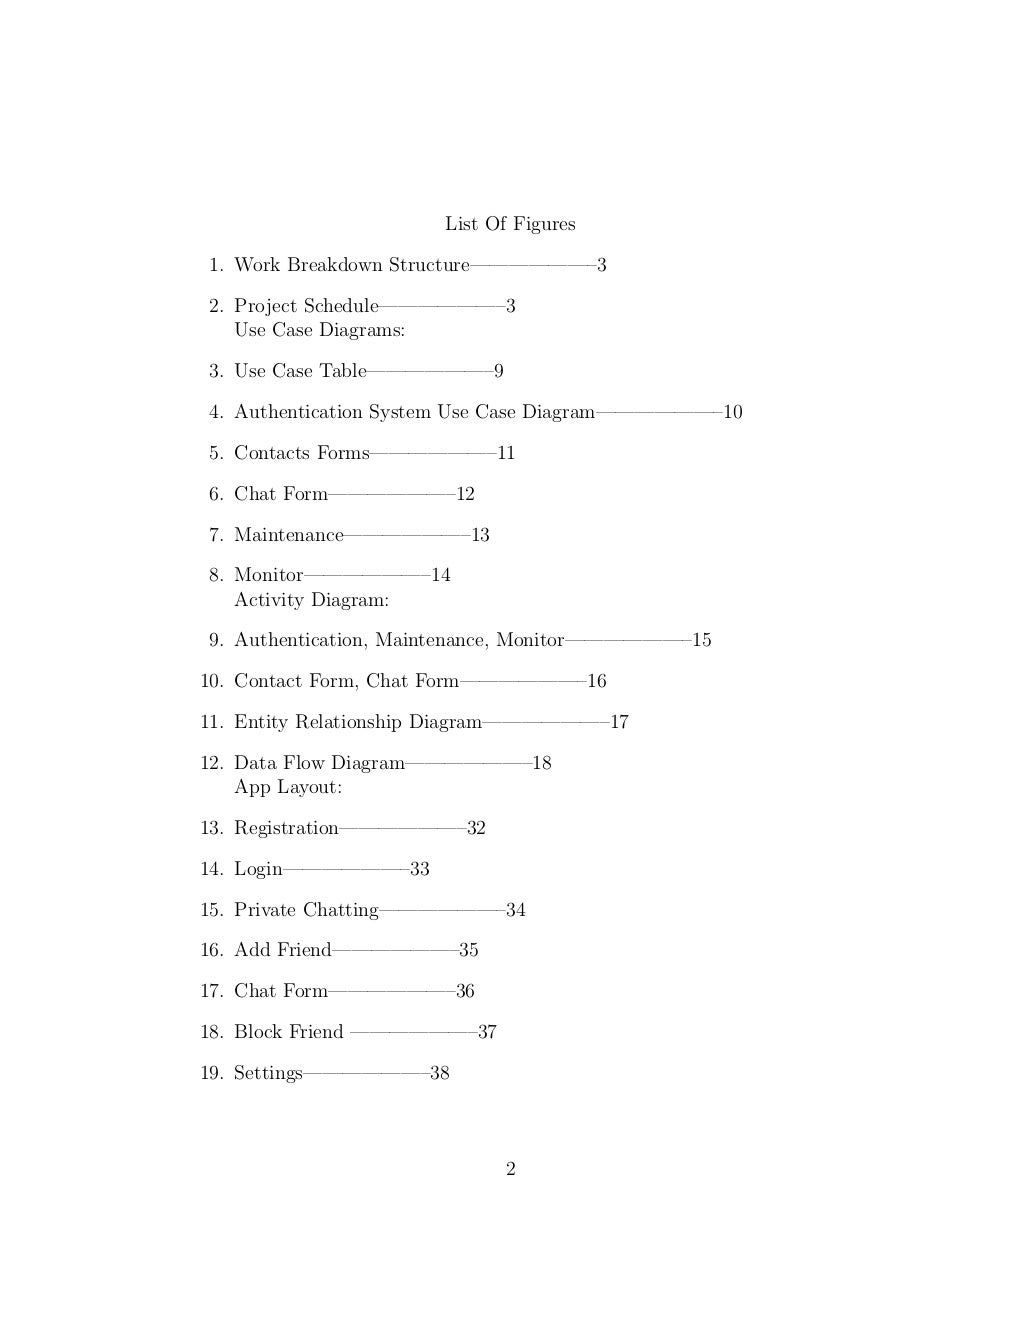 List Of Figures
1. Work Breakdown Structure——————–3
2. Project Schedule——————–3
Use Case Diagrams:
3. Use Case Table——————–9
4. Authentication System Use Case Diagram——————–10
5. Contacts Forms——————–11
6. Chat Form——————–12
7. Maintenance——————–13
8. Monitor——————–14
Activity Diagram:
9. Authentication, Maintenance, Monitor——————–15
10. Contact Form, Chat Form——————–16
11. Entity Relationship Diagram——————–17
12. Data Flow Diagram——————–18
App Layout:
13. Registration——————–32
14. Login——————–33
15. Private Chatting——————–34
16. Add Friend——————–35
17. Chat Form——————–36
18. Block Friend ——————–37
19. Settings——————–38
2